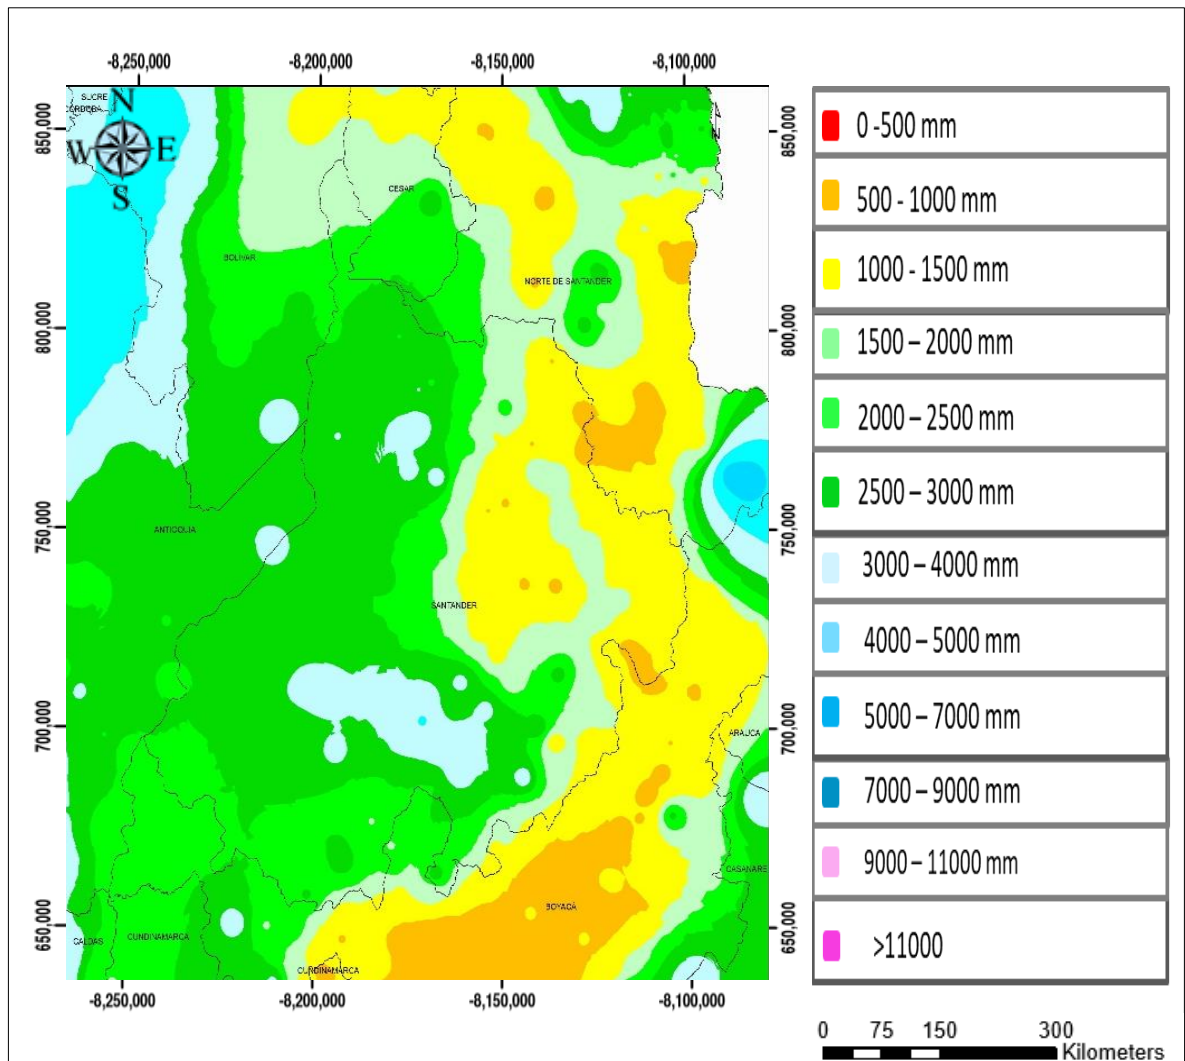 -8,250,000 -8,200,000 -8,150,000 -8,100,000
SUCRE
CORDOBA
N
W E
S
850,000
850,000
N
CESAR
BOLIVAR
NORTE DE SANTANDER
800,000
800,000
ANTIOQUIA
750,000
750,000
SANTANDER
700,000
700,000
ARAUCA
CASANARE
BOYACÁ
650,000
650,000
CALDAS
CUNDINAMARCA
CUNDINAMARCA
-8,250,000 -8,200,000 -8,150,000 -8,100,000
0 -500 mm
500 - 1000 mm
1000 - 1500 mm
1500 – 2000 mm
2000 – 2500 mm
2500 – 3000 mm
3000 – 4000 mm
4000 – 5000 mm
5000 – 7000 mm
7000 – 9000 mm
9000 – 11000 mm
>11000
0 75 150 300
Kilometers